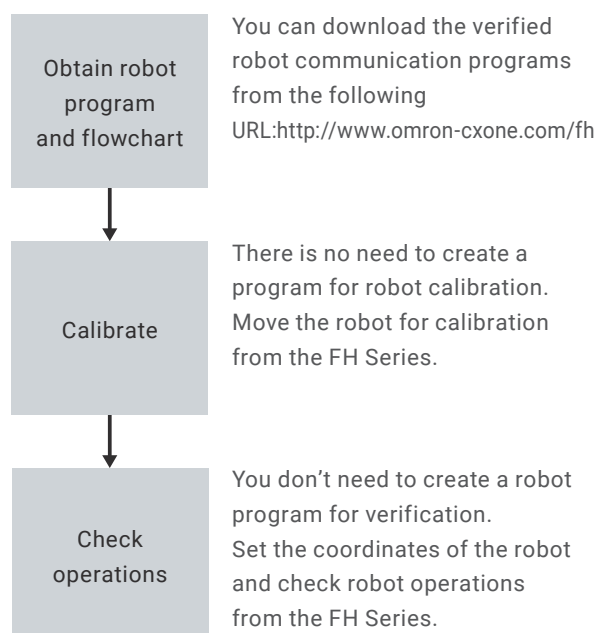 Obtain robot
program
and flowchart
You can download the verified
robot communication programs
from the following
URL:http://www.omron-cxone.com/fh
Calibrate
There is no need to create a
program for robot calibration.
Move the robot for calibration
from the FH Series.
Check
operations
You don’t need to create a robot
program for verification.
Set the coordinates of the robot
and check robot operations
from the FH Series.